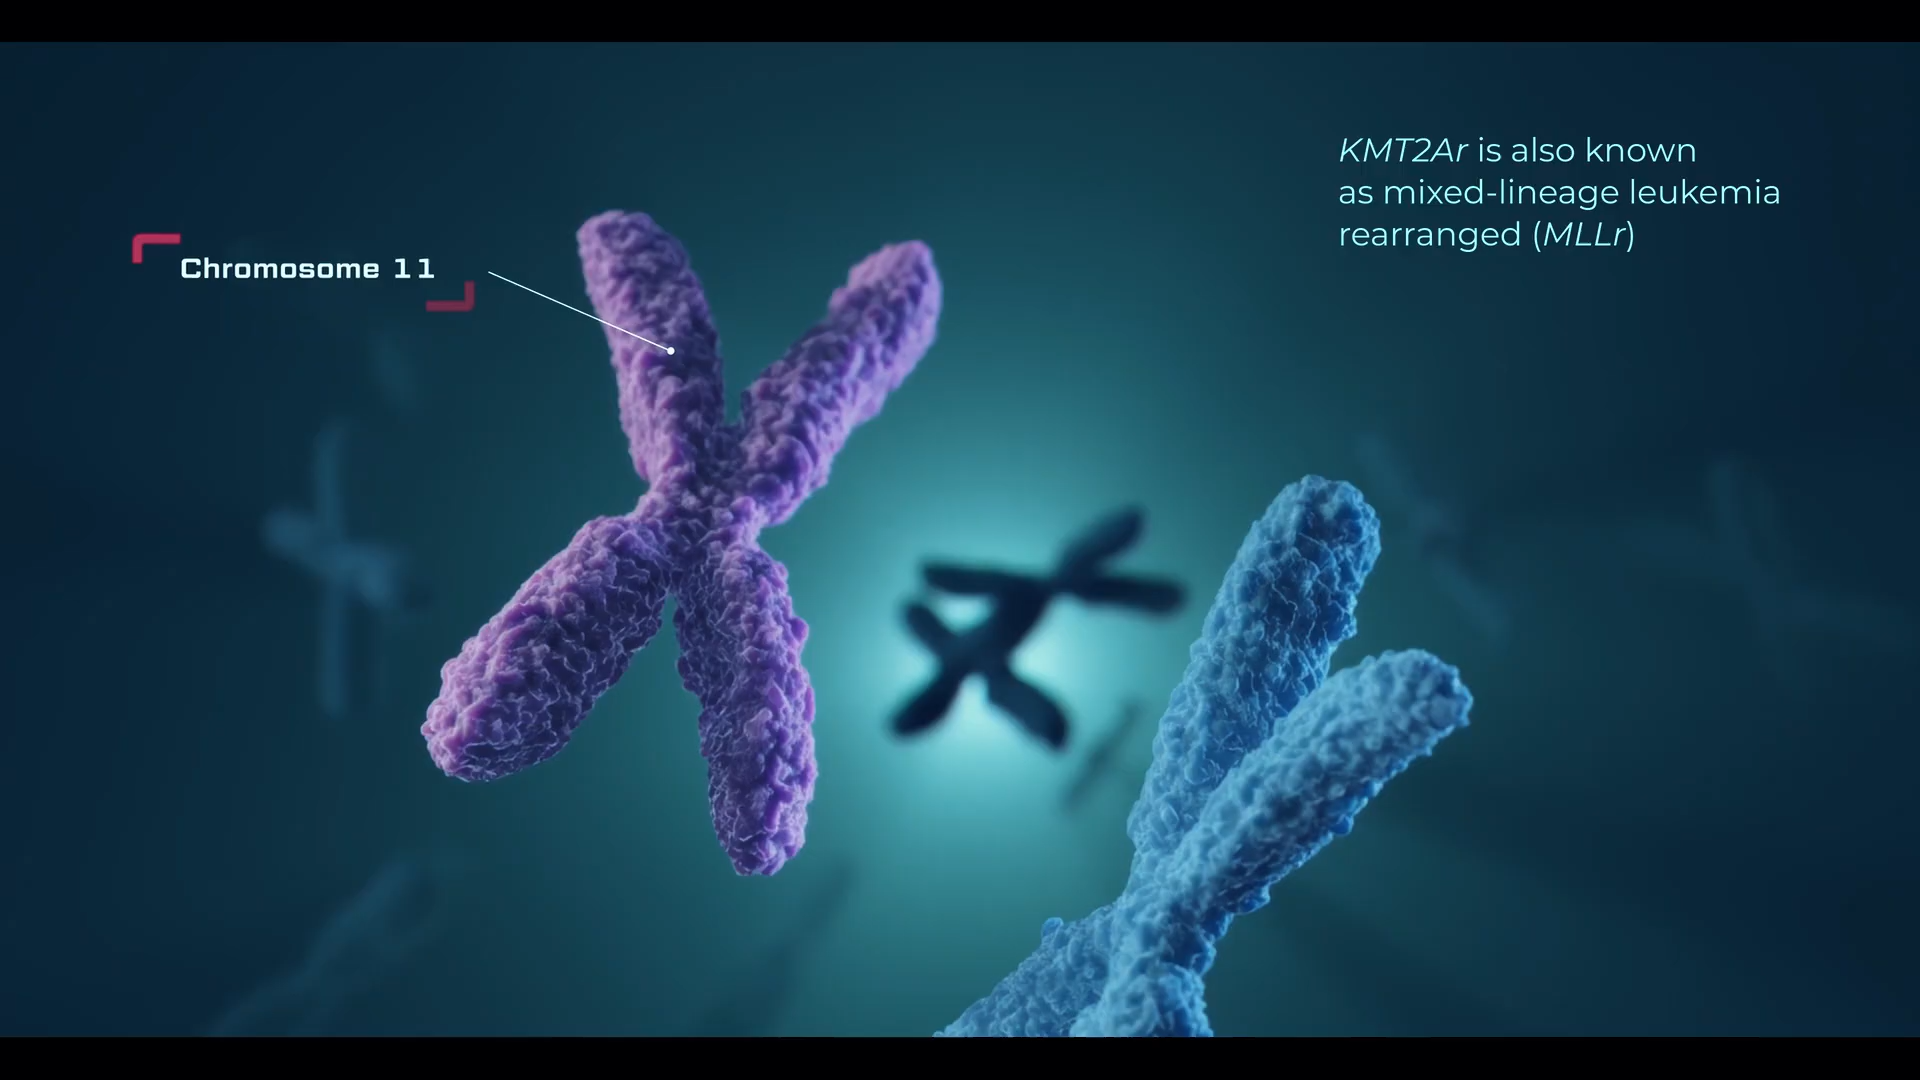 Chromosome 11
KMT2Ar is also known
as mixed-lineage leukemia
rearranged (MLLr)